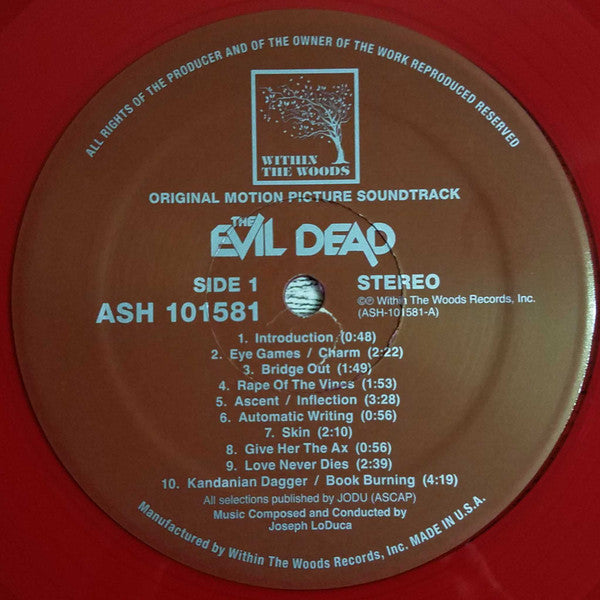 ALL RIGHTS OF THE PRODUCER AND OF THE OWNER OF THE WORK REPRODUCED RESERVED
WITHIN
THE WOODS
ORIGINAL MOTION PICTURE SOUNDTRACK
THE
EVIL DEAD
SIDE 1
ASH 101581
STEREO
©℗ Within The Woods Records, Inc.
(ASH-101581-A)
1. Introduction (0:48)
2. Eye Games / Charm (2:22)
3. Bridge Out (1:49)
4. Rape Of The Vines (1:53)
5. Ascent / Inflection (3:28)
6. Automatic Writing (0:56)
7. Skin (2:10)
8. Give Her The Ax (0:56)
9. Love Never Dies (2:39)
10. Kandanian Dagger / Book Burning (4:19)
All selections published by JODU (ASCAP)
Music Composed and Conducted by
Joseph LoDuca
Manufactured by Within The Woods Records, Inc. MADE IN U.S.A.